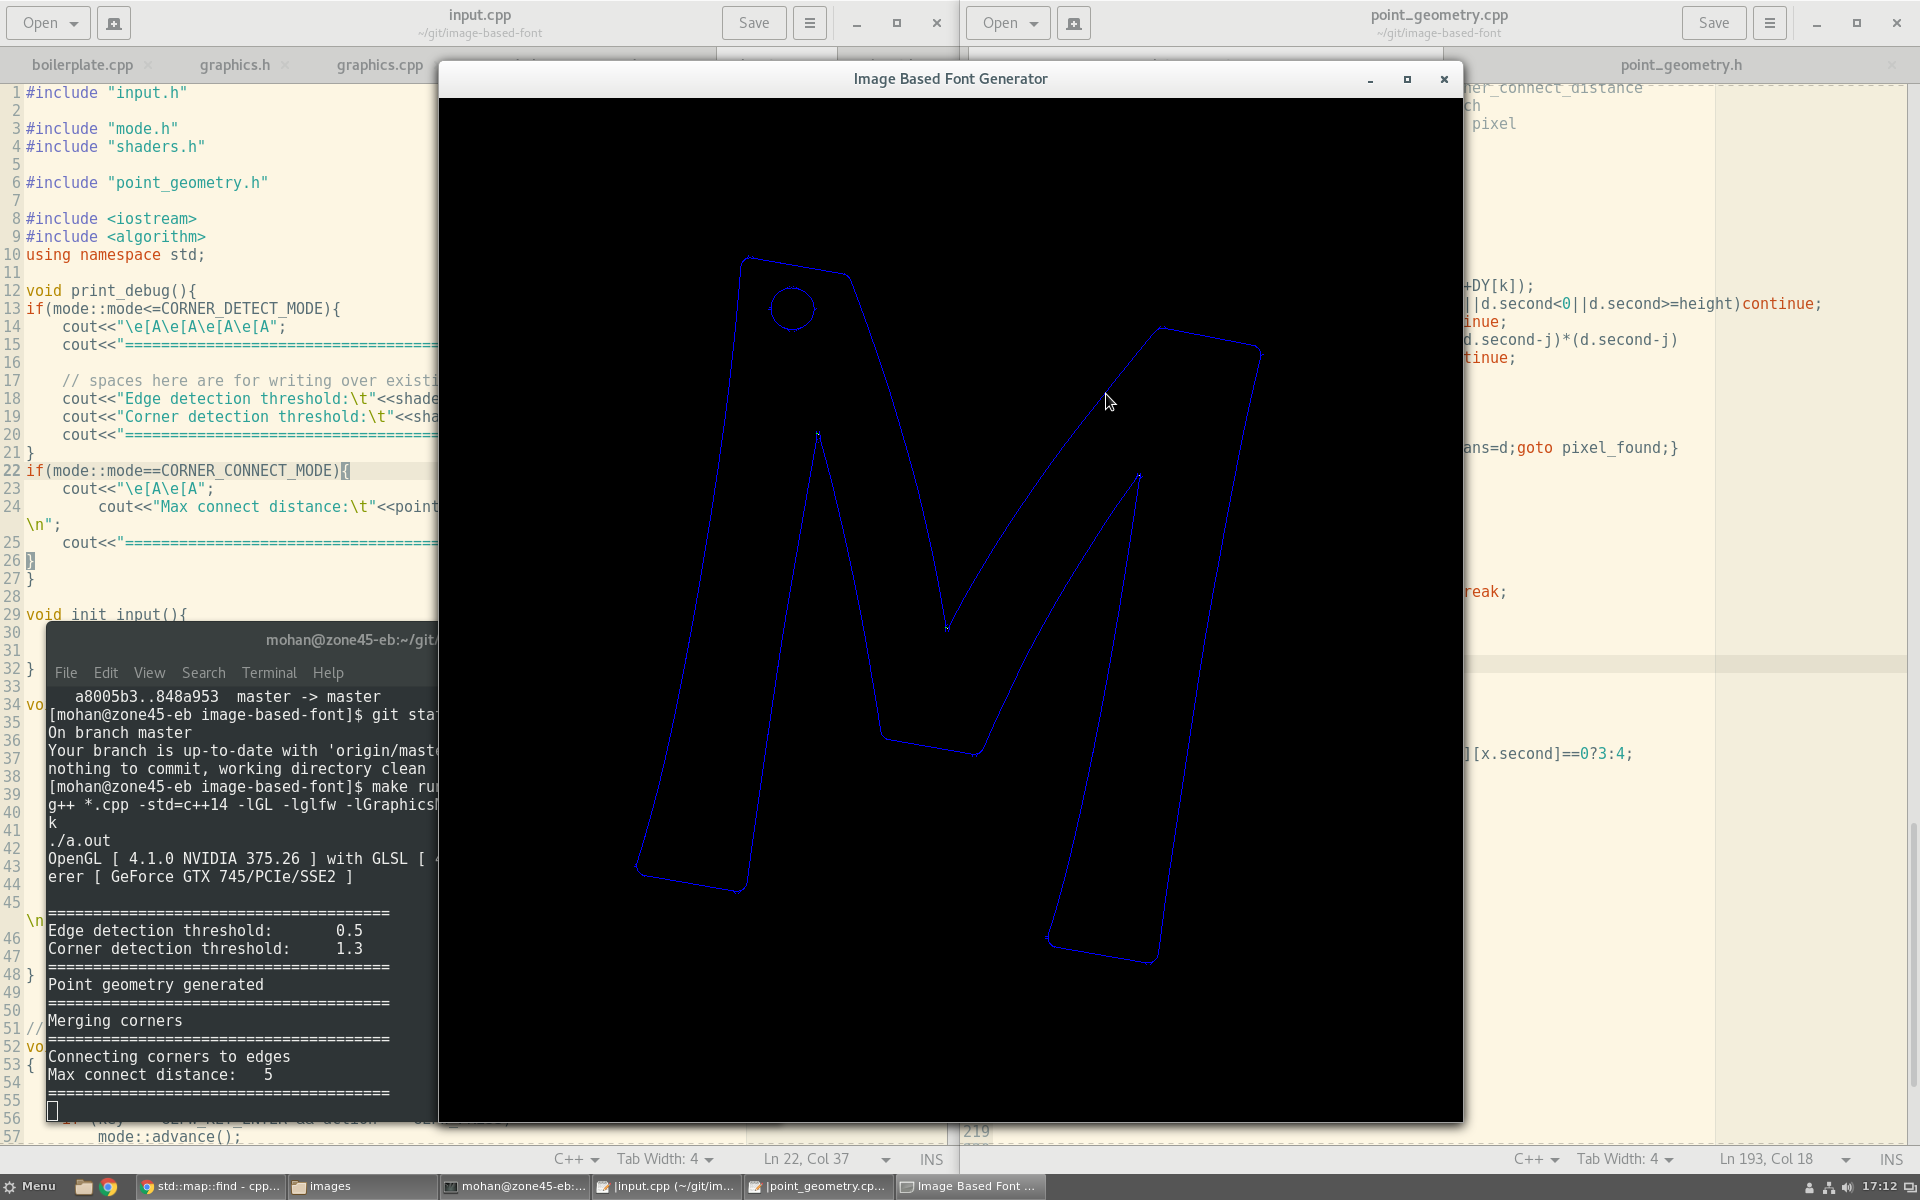 Open
input.cpp
~/git/image-based-font
Save
Open
point_geometry.cpp
~/git/image-based-font
Save
boilerplate.cpp
graphics.h
graphics.cpp
point_geometry.h
1 #include "input.h"
2
3 #include "mode.h"
4 #include "shaders.h"
5
6 #include "point_geometry.h"
7
8 #include <iostream>
9 #include <algorithm>
10 using namespace std;
11
12 void print_debug(){
13 if(mode::mode<=CORNER_DETECT_MODE){
14 cout<<"\e[A\e[A\e[A\e[A";
15 cout<<"===================================
16
17 // spaces here are for writing over existi
18 cout<<"Edge detection threshold:\t"<<shade
19 cout<<"Corner detection threshold:\t"<<sha
20 cout<<"===================================
21 }
22 if(mode::mode==CORNER_CONNECT_MODE){
23 cout<<"\e[A\e[A";
24 cout<<"Max connect distance:\t"<<point
\n";
25 cout<<"===================================
26 }
27 }
28
29 void init_input(){
30
31
32 }
33
34 vo
35
36
37
38
39
40
41
42
43
44
45
\n
46
47
48 }
49
50
51 //
52 vo
53 {
54
55
56
57 mode::advance();
Image Based Font Generator
ner_connect_distance
ch
pixel
+DY[k]);
||d.second<0||d.second>=height)continue;
inue;
d.second-j)*(d.second-j)
tinue;
ans=d;goto pixel_found;}
reak;
][x.second]==0?3:4;
219
mohan@zone45-eb:~/git/
File Edit View Search Terminal Help
a8005b3..848a953 master -> master
[mohan@zone45-eb image-based-font]$ git stat
On branch master
Your branch is up-to-date with 'origin/maste
nothing to commit, working directory clean
[mohan@zone45-eb image-based-font]$ make run
g++ *.cpp -std=c++14 -lGL -lglfw -lGraphicsM
k
./a.out
OpenGL [ 4.1.0 NVIDIA 375.26 ] with GLSL [ 4
erer [ GeForce GTX 745/PCIe/SSE2 ]
======================================
Edge detection threshold: 0.5
Corner detection threshold: 1.3
======================================
Point geometry generated
======================================
Merging corners
======================================
Connecting corners to edges
Max connect distance: 5
======================================
C++ Tab Width: 4 Ln 22, Col 37 INS
C++ Tab Width: 4 Ln 193, Col 18 INS
Menu
std::map::find - cpp...
images
mohan@zone45-eb:...
|input.cpp (~/git/im...
|point_geometry.cp...
Image Based Font ...
17:12